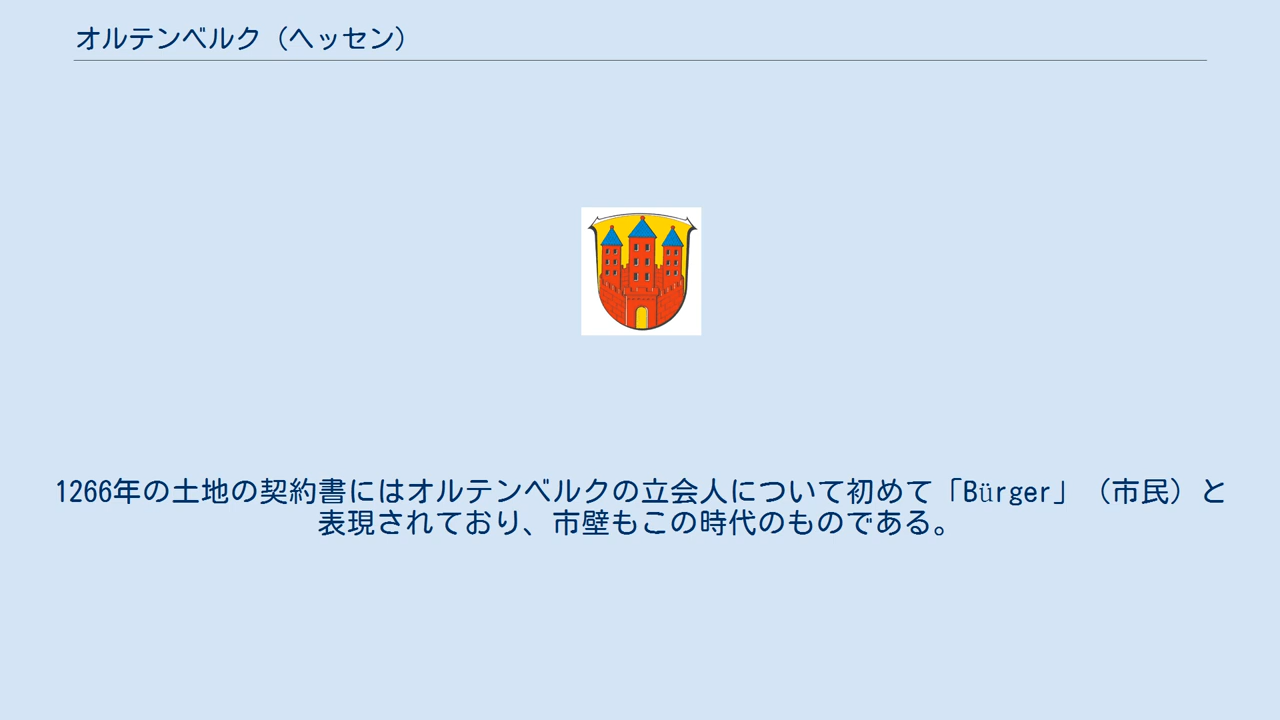 オルテンベルク（ヘッセン）
1266年の土地の契約書にはオルテンベルクの立会人について初めて「Bürger」（市民）と
表現されており、市壁もこの時代のものである。